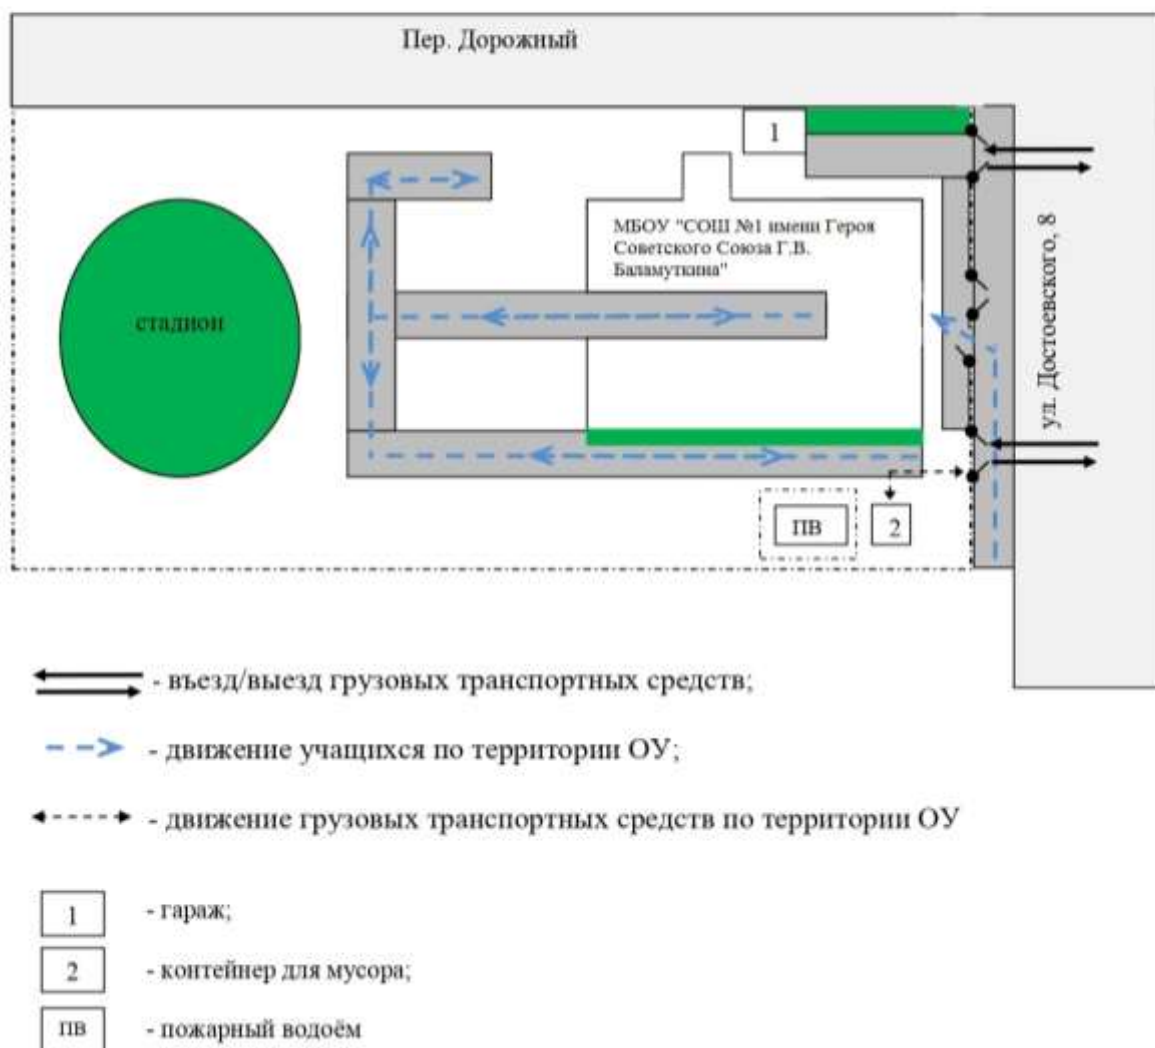 Пер. Дорожный
1
МБОУ "СОШ №1 имени Героя
Советского Союза Г.В.
Баламуткина"
стадион
ул. Достоевского, 8
ПВ
2
- въезд/выезд грузовых транспортных средств;
- движение учащихся по территории ОУ;
- движение грузовых транспортных средств по территории ОУ
1 - гараж;
2 - контейнер для мусора;
ПВ - пожарный водоём